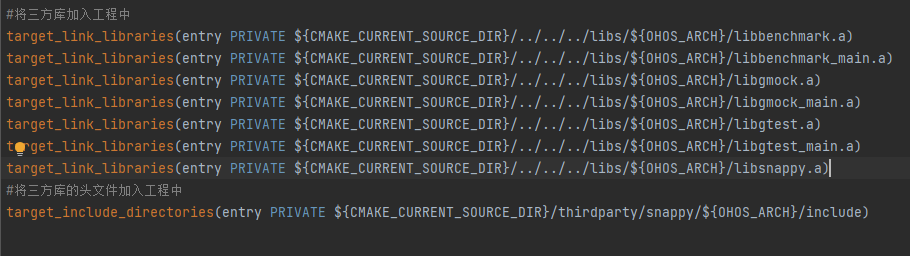 #将三方库加入工程中
target_link_libraries(entry PRIVATE ${CMAKE_CURRENT_SOURCE_DIR}/../../../libs/${OHOS_ARCH}/libbenchmark.a)
target_link_libraries(entry PRIVATE ${CMAKE_CURRENT_SOURCE_DIR}/../../../libs/${OHOS_ARCH}/libbenchmark_main.a)
target_link_libraries(entry PRIVATE ${CMAKE_CURRENT_SOURCE_DIR}/../../../libs/${OHOS_ARCH}/libgmock.a)
target_link_libraries(entry PRIVATE ${CMAKE_CURRENT_SOURCE_DIR}/../../../libs/${OHOS_ARCH}/libgmock_main.a)
target_link_libraries(entry PRIVATE ${CMAKE_CURRENT_SOURCE_DIR}/../../../libs/${OHOS_ARCH}/libgtest.a)
target_link_libraries(entry PRIVATE ${CMAKE_CURRENT_SOURCE_DIR}/../../../libs/${OHOS_ARCH}/libgtest_main.a)
target_link_libraries(entry PRIVATE ${CMAKE_CURRENT_SOURCE_DIR}/../../../libs/${OHOS_ARCH}/libsnappy.a)
#将三方库的头文件加入工程中
target_include_directories(entry PRIVATE ${CMAKE_CURRENT_SOURCE_DIR}/thirdparty/snappy/${OHOS_ARCH}/include)